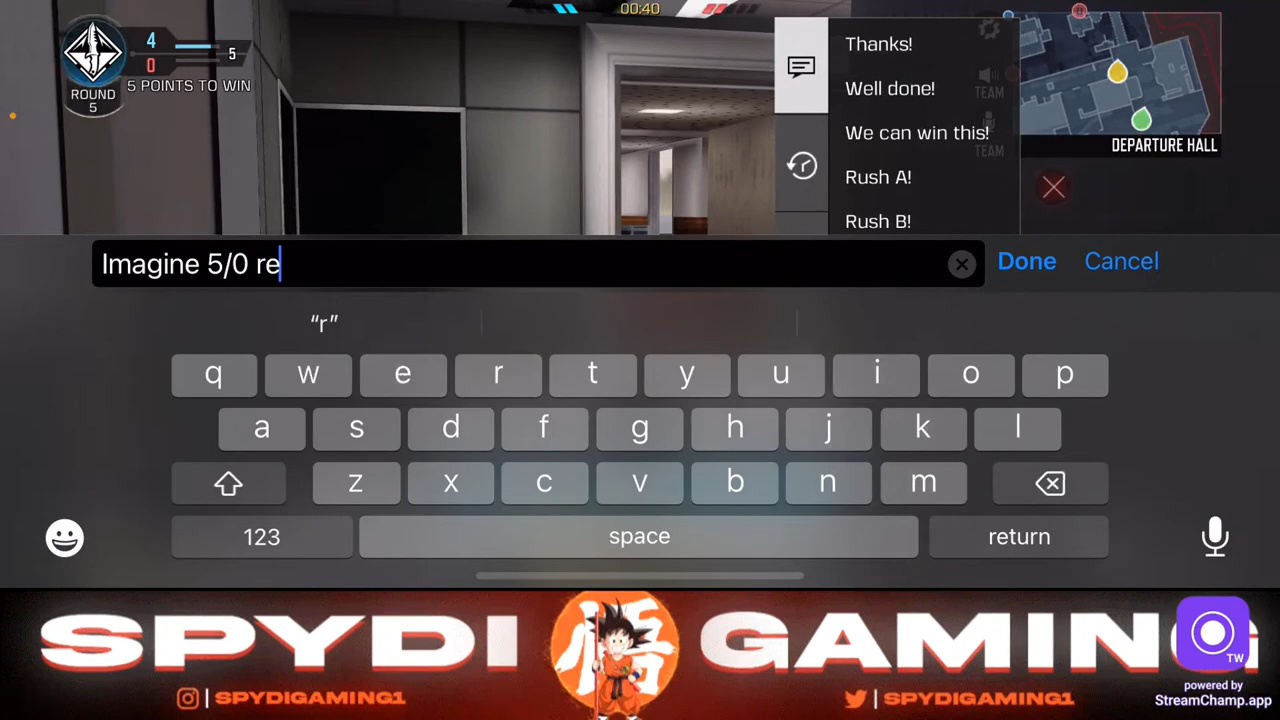 00:40
4
5
0
ROUND
5
5 POINTS TO WIN
Thanks!
Well done!
We can win this!
Rush A!
Rush B!
TEAM
TEAM
DEPARTURE HALL
Imagine 5/0 re
Done
Cancel
“r”
q w e r t y u i o p
a s d f g h j k l
z x c v b n m
123
space
return
SPYDI 悟 GAMING
| SPYDIGAMING1
| SPYDIGAMING1
TW
powered by
StreamChamp.app